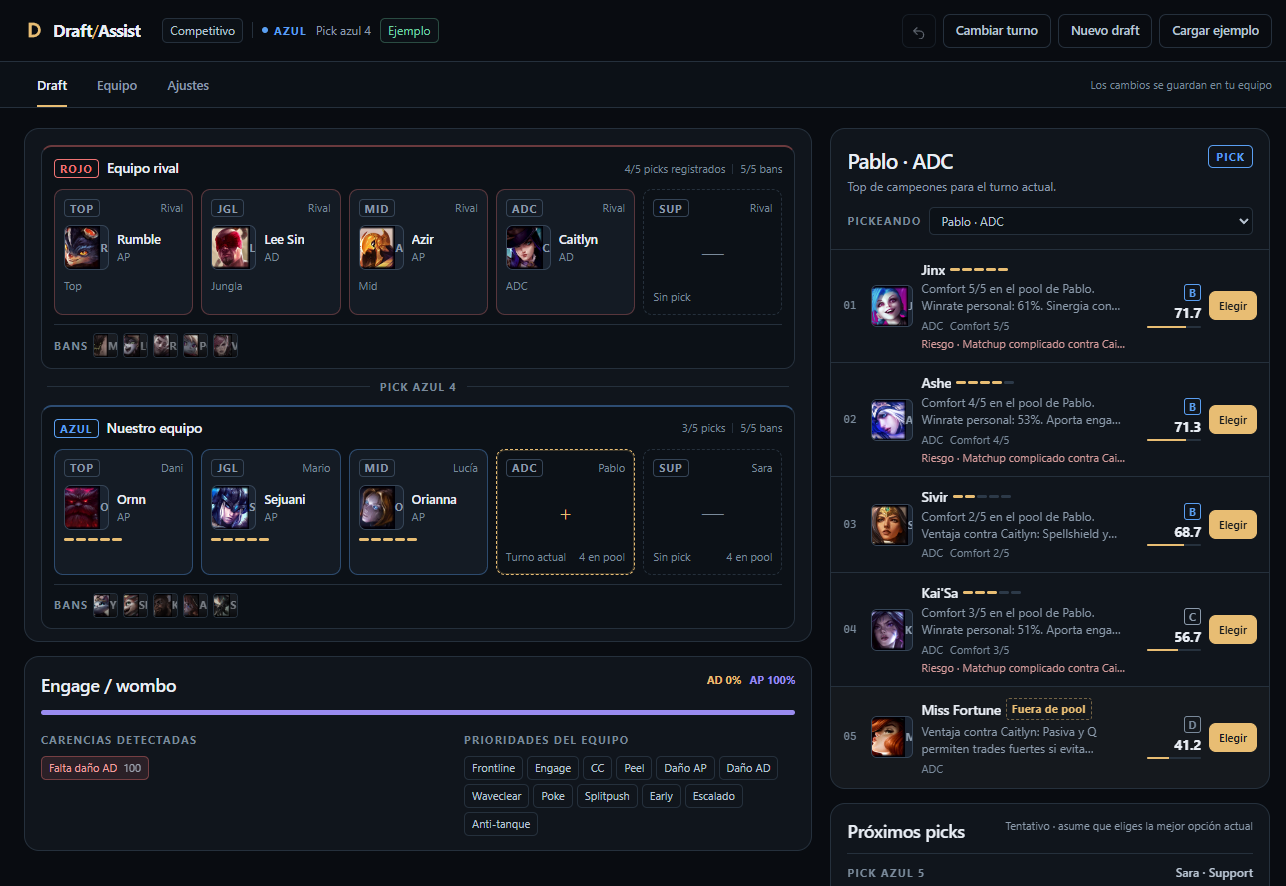 D Draft/Assist Competitivo AZUL Pick azul 4 Ejemplo Cambiar turno Nuevo draft Cargar ejemplo
Draft Equipo Ajustes Los cambios se guardan en tu equipo
ROJO Equipo rival 4/5 picks registrados 5/5 bans
TOP Rival JGL Rival MID Rival ADC Rival SUP Rival
R Rumble L Lee Sin A Azir C Caitlyn
AP AD AP AD
Top Jungla Mid ADC Sin pick
BANS M L R P V
PICK AZUL 4
AZUL Nuestro equipo 3/5 picks 5/5 bans
TOP Dani JGL Mario MID Lucía ADC Pablo SUP Sara
O Ornn S Sejuani O Orianna
AP AP AP
+
Turno actual 4 en pool Sin pick 4 en pool
BANS Y K A S
Engage / wombo AD 0% AP 100%
CARENCIAS DETECTADAS
Falta daño AD 100
PRIORIDADES DEL EQUIPO
Frontline Engage CC Peel Daño AP Daño AD
Waveclear Poke Splitpush Early Escalado
Anti-tanque
Pablo · ADC PICK
Top de campeones para el turno actual.
PICKEANDO Pablo · ADC
01 Jinx
Comfort 5/5 en el pool de Pablo.
Winrate personal: 61%. Sinergia con...
ADC Comfort 5/5
Riesgo · Matchup complicado contra Cai...
B
71.7
Elegir
02 Ashe
Comfort 4/5 en el pool de Pablo.
Winrate personal: 53%. Aporta enga...
ADC Comfort 4/5
Riesgo · Matchup complicado contra Cai...
B
71.3
Elegir
03 Sivir
Comfort 2/5 en el pool de Pablo.
Ventaja contra Caitlyn: Spellshield y...
ADC Comfort 2/5
B
68.7
Elegir
04 Kai'Sa
Comfort 3/5 en el pool de Pablo.
Winrate personal: 51%. Aporta enga...
ADC Comfort 3/5
Riesgo · Matchup complicado contra Cai...
C
56.7
Elegir
05 Miss Fortune Fuera de pool
Ventaja contra Caitlyn: Pasiva y Q
permiten trades fuertes si evita...
ADC
D
41.2
Elegir
Próximos picks Tentativo · asume que eliges la mejor opción actual
PICK AZUL 5 Sara · Support